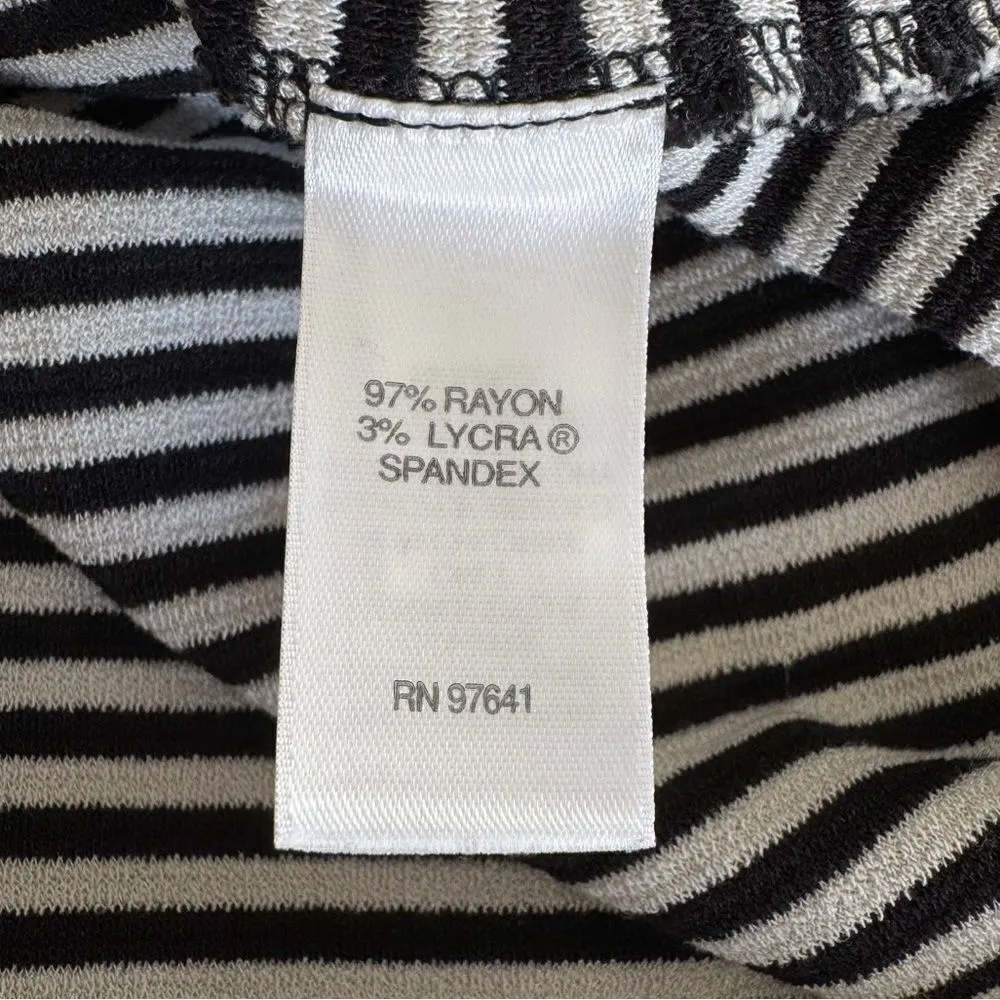 97% RAYON
3% LYCRA®
SPANDEX
RN 97641